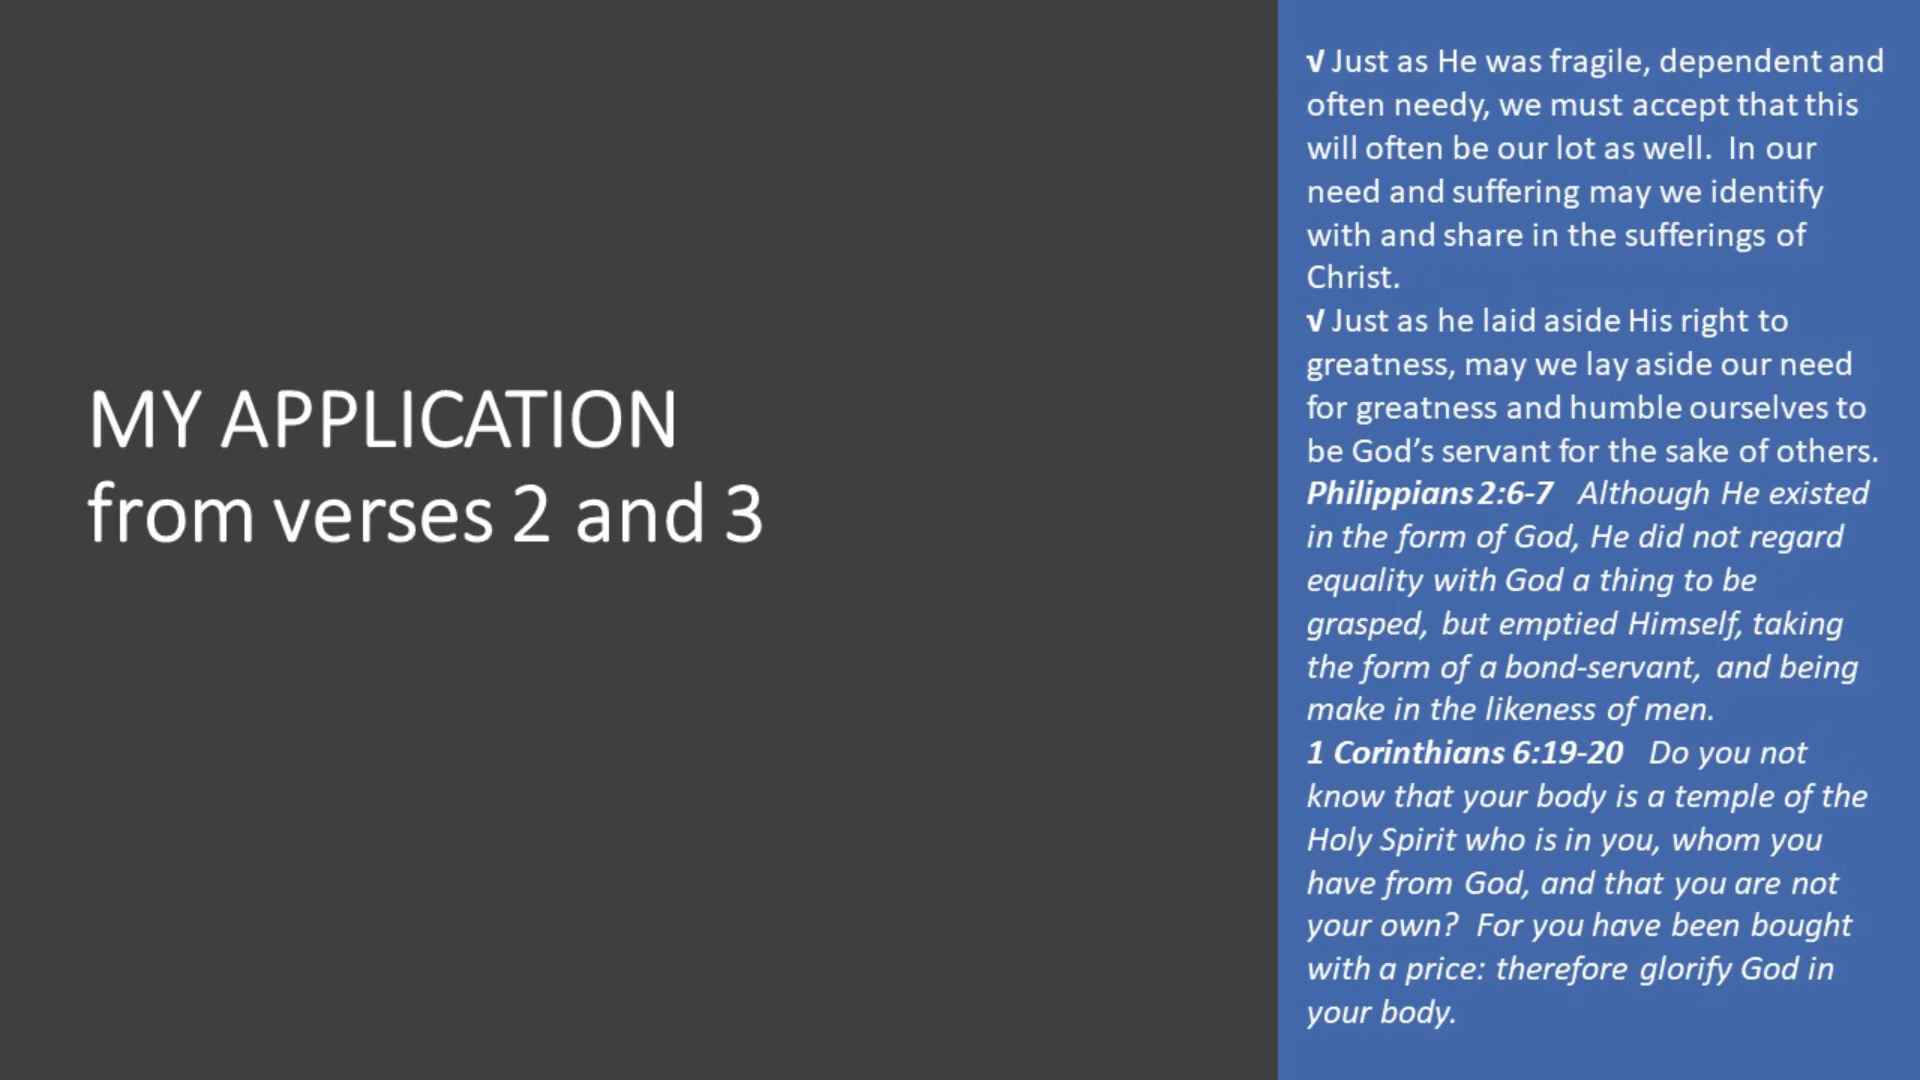 MY APPLICATION
from verses 2 and 3
√ Just as He was fragile, dependent and
often needy, we must accept that this
will often be our lot as well.  In our
need and suffering may we identify
with and share in the sufferings of
Christ.
√ Just as he laid aside His right to
greatness, may we lay aside our need
for greatness and humble ourselves to
be God’s servant for the sake of others.
Philippians 2:6-7   Although He existed
in the form of God, He did not regard
equality with God a thing to be
grasped,  but emptied Himself, taking
the form of a bond-servant,  and being
make in the likeness of men.
1 Corinthians 6:19-20   Do you not
know that your body is a temple of the
Holy Spirit who is in you, whom you
have from God, and that you are not
your own?  For you have been bought
with a price: therefore glorify God in
your body.